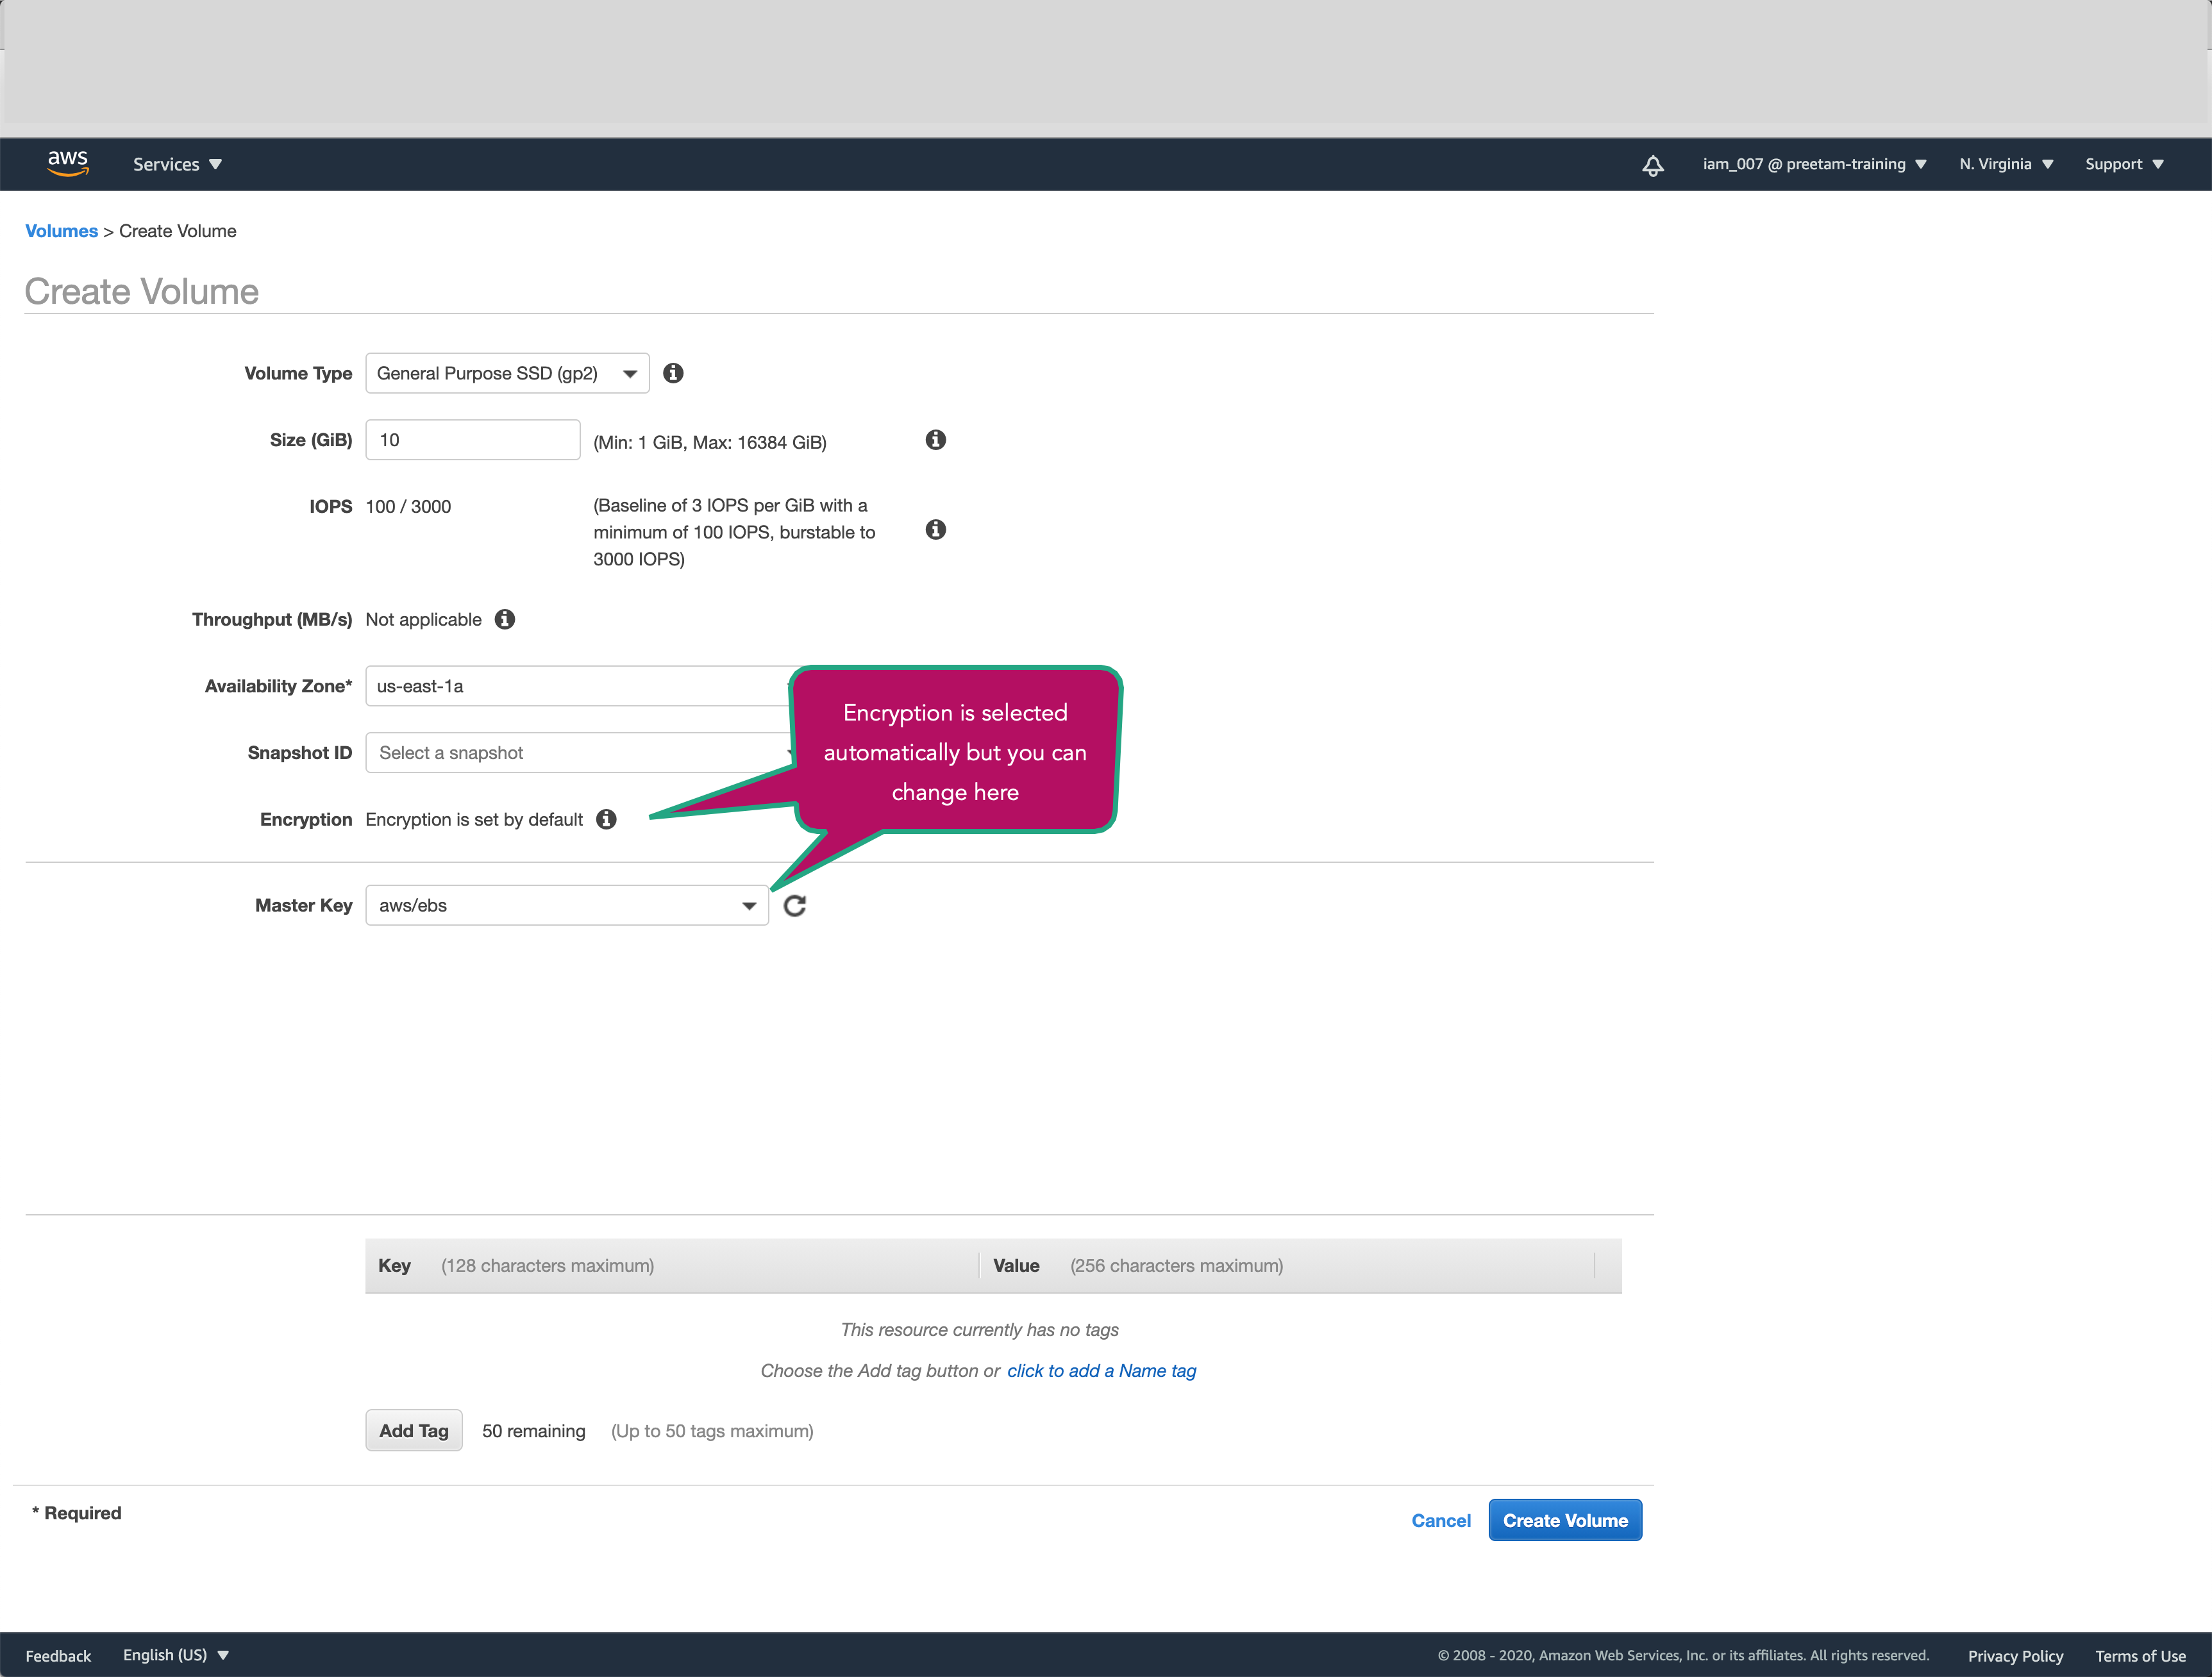 aws Services iam_007 @ preetam-training N. Virginia Support
Volumes > Create Volume
Create Volume
Volume Type General Purpose SSD (gp2)
Size (GiB) 10 (Min: 1 GiB, Max: 16384 GiB)
IOPS 100 / 3000 (Baseline of 3 IOPS per GiB with a
minimum of 100 IOPS, burstable to
3000 IOPS)
Throughput (MB/s) Not applicable
Availability Zone* us-east-1a
Snapshot ID Select a snapshot
Encryption is selected
automatically but you can
change here
Encryption Encryption is set by default
Master Key aws/ebs
Key (128 characters maximum) Value (256 characters maximum)
This resource currently has no tags
Choose the Add tag button or click to add a Name tag
Add Tag 50 remaining (Up to 50 tags maximum)
* Required
Cancel Create Volume
Feedback English (US) © 2008 - 2020, Amazon Web Services, Inc. or its affiliates. All rights reserved. Privacy Policy Terms of Use